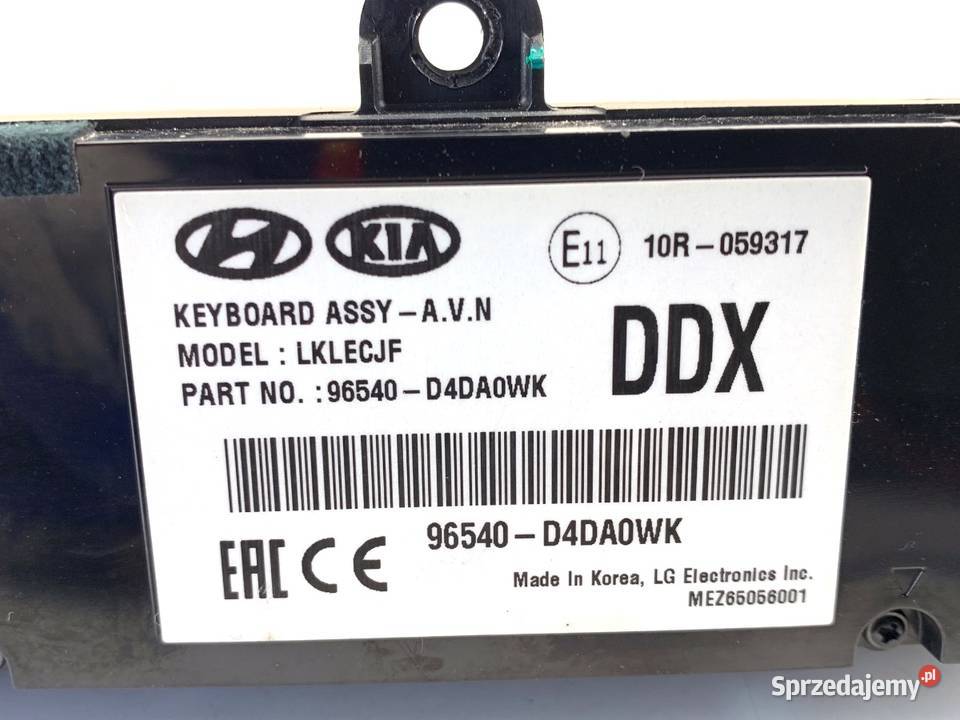 KIA
E11 10R-059317
KEYBOARD ASSY-A.V.N
MODEL : LKLECJF
PART NO. : 96540-D4DA0WK
DDX
96540-D4DA0WK
EAC CE
Made In Korea, LG Electronics Inc.
MEZ65056001
Sprzedajemy.pl